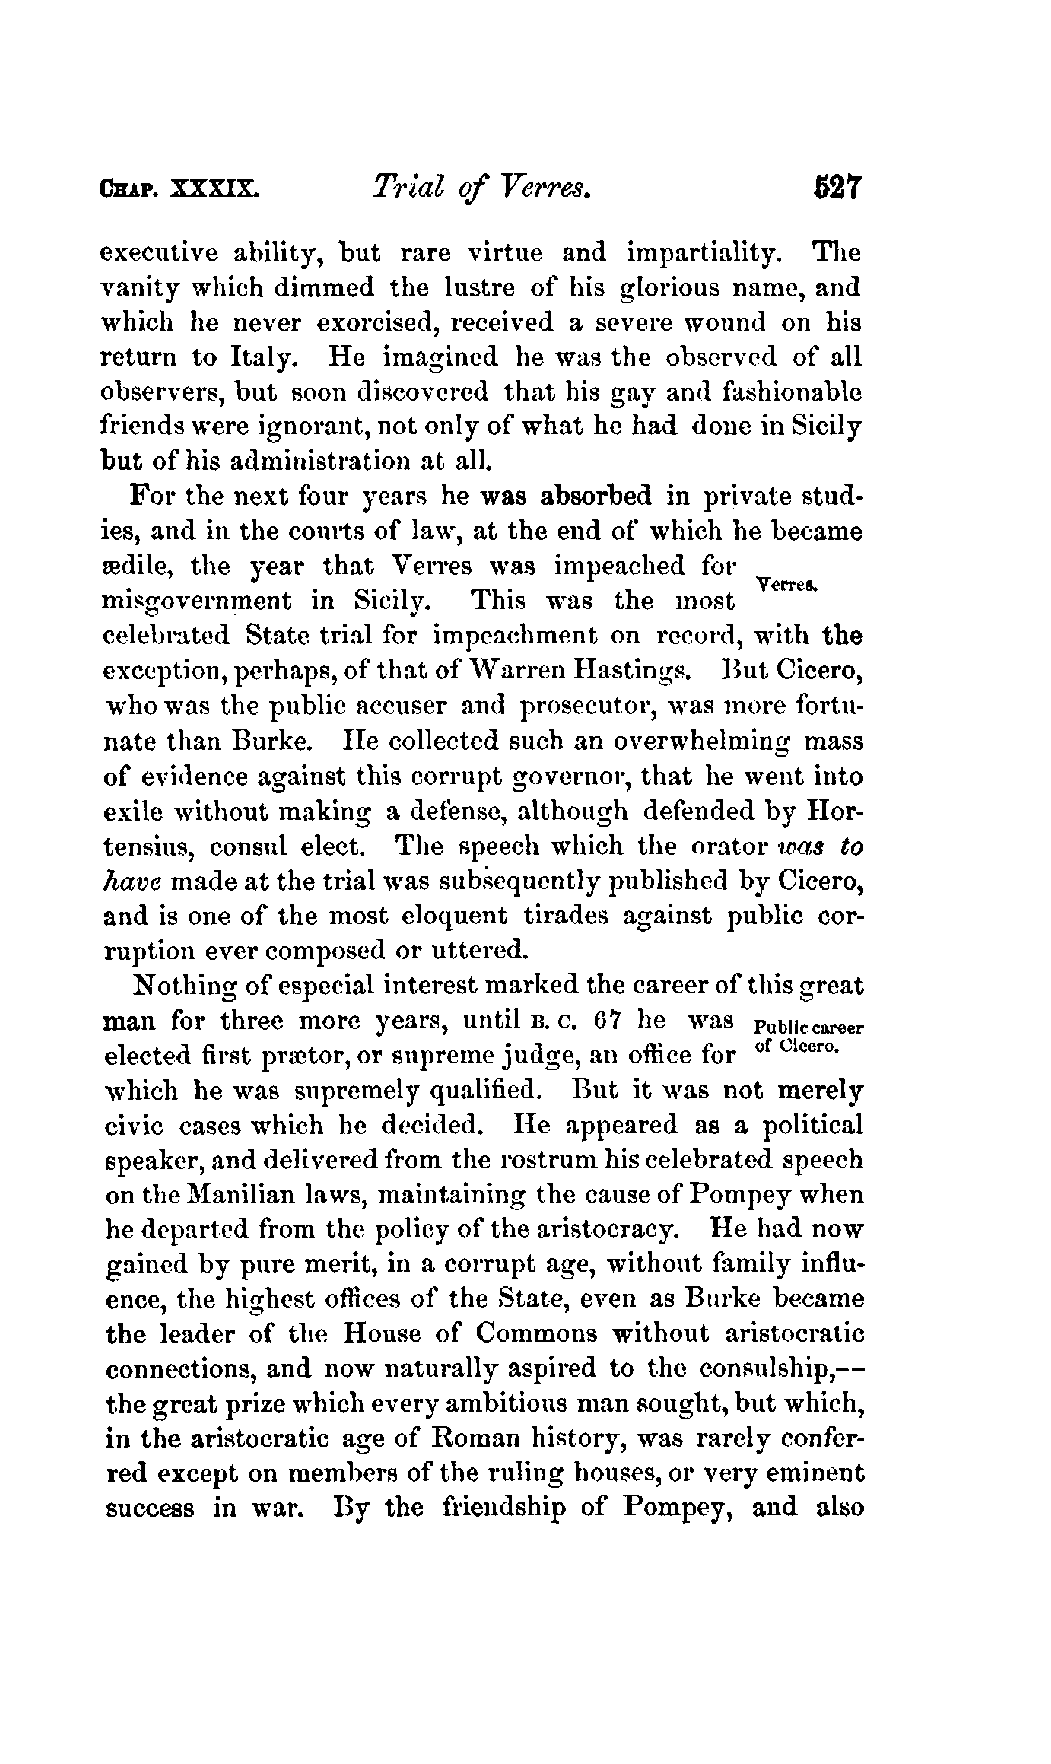 CHAP. XXXIX. Trial of Verres. 527
executive ability, but rare virtue and impartiality. The
vanity which dimmed the lustre of his glorious name, and
which he never exorcised, received a severe wound on his
return to Italy. He imagined he was the observed of all
observers, but soon discovered that his gay and fashionable
friends were ignorant, not only of what he had done in Sicily
but of his administration at all.
For the next four years he was absorbed in private stud-
ies, and in the courts of law, at the end of which he became
ædile, the year that Verres was impeached for
Verres.
misgovernment in Sicily. This was the most
celebrated State trial for impeachment on record, with the
exception, perhaps, of that of Warren Hastings. But Cicero,
who was the public accuser and prosecutor, was more fortu-
nate than Burke. He collected such an overwhelming mass
of evidence against this corrupt governor, that he went into
exile without making a defense, although defended by Hor-
tensius, consul elect. The speech which the orator was to
have made at the trial was subsequently published by Cicero,
and is one of the most eloquent tirades against public cor-
ruption ever composed or uttered.
Nothing of especial interest marked the career of this great
man for three more years, until B. C. 67 he was
Public career
elected first prætor, or supreme judge, an office for
of Cicero.
which he was supremely qualified. But it was not merely
civic cases which he decided. He appeared as a political
speaker, and delivered from the rostrum his celebrated speech
on the Manilian laws, maintaining the cause of Pompey when
he departed from the policy of the aristocracy. He had now
gained by pure merit, in a corrupt age, without family influ-
ence, the highest offices of the State, even as Burke became
the leader of the House of Commons without aristocratic
connections, and now naturally aspired to the consulship,--
the great prize which every ambitious man sought, but which,
in the aristocratic age of Roman history, was rarely confer-
red except on members of the ruling houses, or very eminent
success in war. By the friendship of Pompey, and also